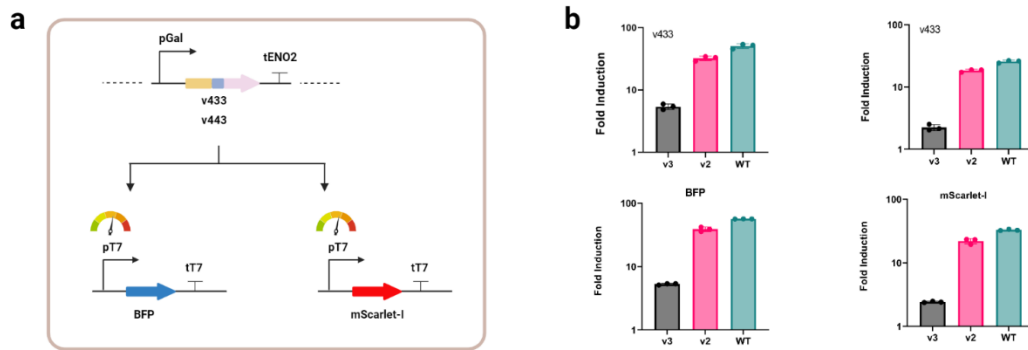 a
pGal
tENO2
v433
v443
pT7
tT7
BFP
pT7
tT7
mScarlet-I
b
v433
Fold Induction
100
10
1
v3 v2 WT
v433
Fold Induction
100
10
1
v3 v2 WT
BFP
Fold Induction
100
10
1
v3 v2 WT
mScarlet-I
Fold Induction
100
10
1
v3 v2 WT